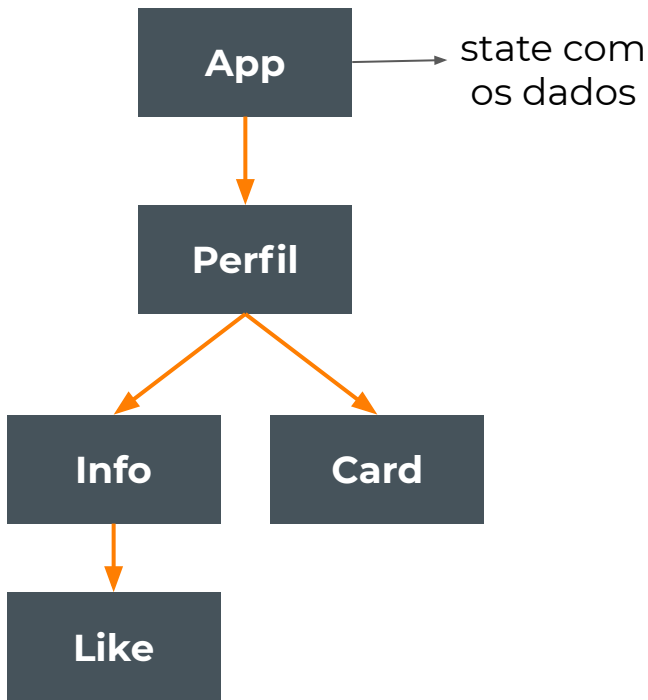 App
state com
os dados
Perfil
Info
Card
Like